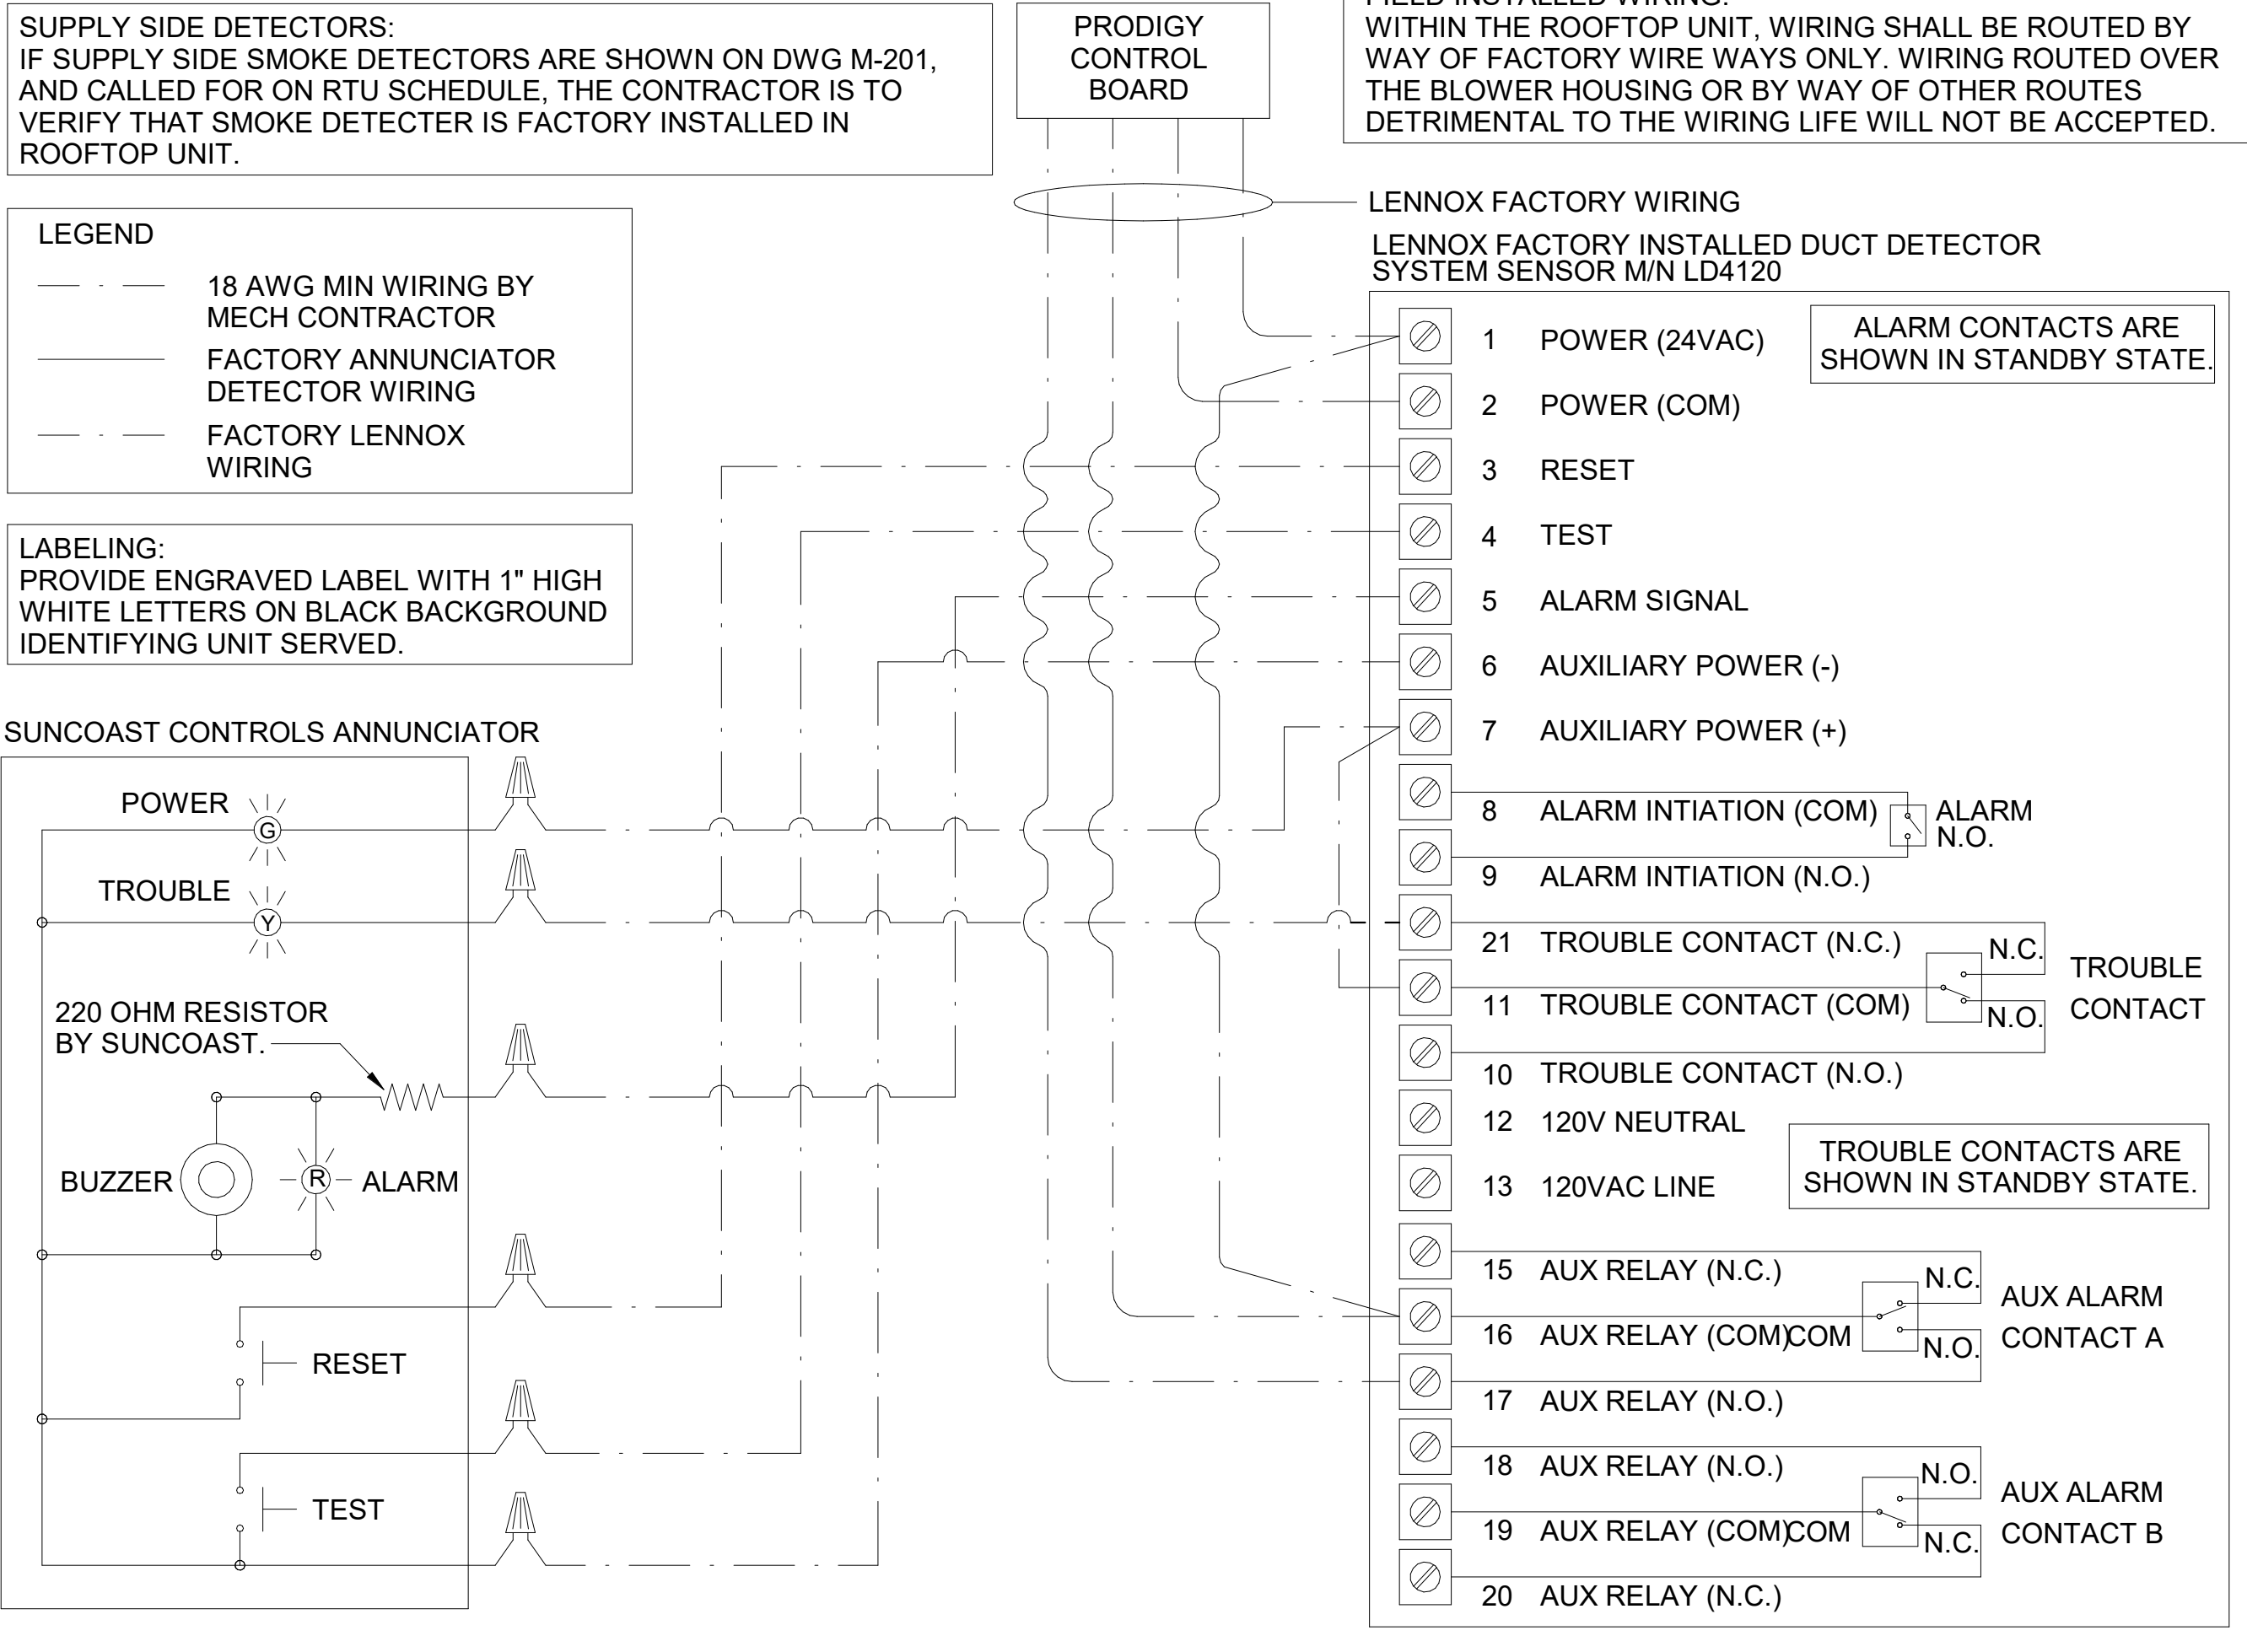 SUPPLY SIDE DETECTORS:
IF SUPPLY SIDE SMOKE DETECTORS ARE SHOWN ON DWG M-201,
AND CALLED FOR ON RTU SCHEDULE, THE CONTRACTOR IS TO
VERIFY THAT SMOKE DETECTER IS FACTORY INSTALLED IN
ROOFTOP UNIT.
PRODIGY
CONTROL
BOARD
FIELD INSTALLED WIRING:
WITHIN THE ROOFTOP UNIT, WIRING SHALL BE ROUTED BY
WAY OF FACTORY WIRE WAYS ONLY. WIRING ROUTED OVER
THE BLOWER HOUSING OR BY WAY OF OTHER ROUTES
DETRIMENTAL TO THE WIRING LIFE WILL NOT BE ACCEPTED.
LEGEND
18 AWG MIN WIRING BY
MECH CONTRACTOR
FACTORY ANNUNCIATOR
DETECTOR WIRING
FACTORY LENNOX
WIRING
LABELING:
PROVIDE ENGRAVED LABEL WITH 1" HIGH
WHITE LETTERS ON BLACK BACKGROUND
IDENTIFYING UNIT SERVED.
SUNCOAST CONTROLS ANNUNCIATOR
POWER
G
TROUBLE
Y
220 OHM RESISTOR
BY SUNCOAST.
BUZZER
R
ALARM
RESET
TEST
LENNOX FACTORY WIRING
LENNOX FACTORY INSTALLED DUCT DETECTOR
SYSTEM SENSOR M/N LD4120
1 POWER (24VAC)
ALARM CONTACTS ARE
SHOWN IN STANDBY STATE.
2 POWER (COM)
3 RESET
4 TEST
5 ALARM SIGNAL
6 AUXILIARY POWER (-)
7 AUXILIARY POWER (+)
8 ALARM INTIATION (COM)
ALARM
N.O.
9 ALARM INTIATION (N.O.)
21 TROUBLE CONTACT (N.C.)
N.C.
TROUBLE
CONTACT
11 TROUBLE CONTACT (COM)
N.O.
10 TROUBLE CONTACT (N.O.)
12 120V NEUTRAL
13 120VAC LINE
TROUBLE CONTACTS ARE
SHOWN IN STANDBY STATE.
15 AUX RELAY (N.C.)
N.C.
AUX ALARM
CONTACT A
16 AUX RELAY (COM)COM
N.O.
17 AUX RELAY (N.O.)
18 AUX RELAY (N.O.)
N.O.
AUX ALARM
CONTACT B
19 AUX RELAY (COM)COM
N.C.
20 AUX RELAY (N.C.)